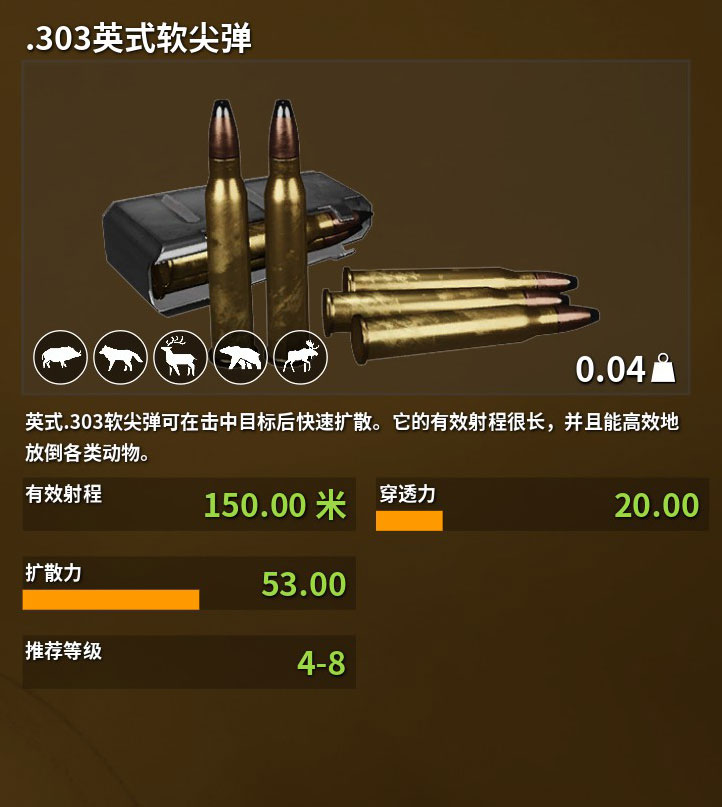 .303英式软尖弹
0.04
英式.303软尖弹可在击中目标后快速扩散。它的有效射程很长，并且能高效地
放倒各类动物。
有效射程
150.00 米
穿透力
20.00
扩散力
53.00
推荐等级
4-8